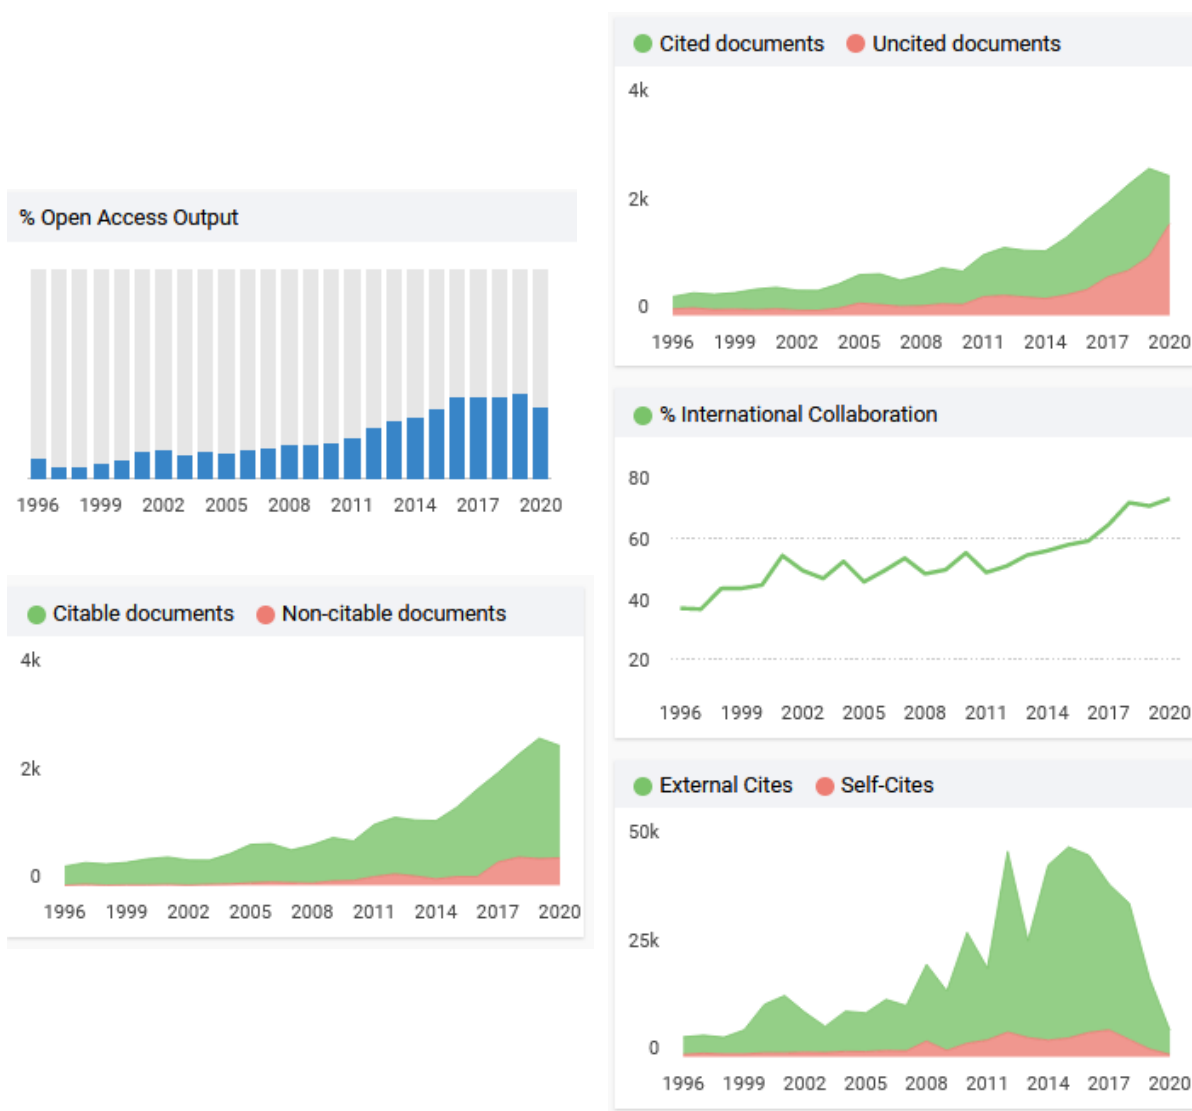 % Open Access Output
1996 1999 2002 2005 2008 2011 2014 2017 2020
Citable documents Non-citable documents
4k
2k
0
1996 1999 2002 2005 2008 2011 2014 2017 2020
Cited documents Uncited documents
4k
2k
0
1996 1999 2002 2005 2008 2011 2014 2017 2020
% International Collaboration
80
60
40
20
1996 1999 2002 2005 2008 2011 2014 2017 2020
External Cites Self-Cites
50k
25k
0
1996 1999 2002 2005 2008 2011 2014 2017 2020